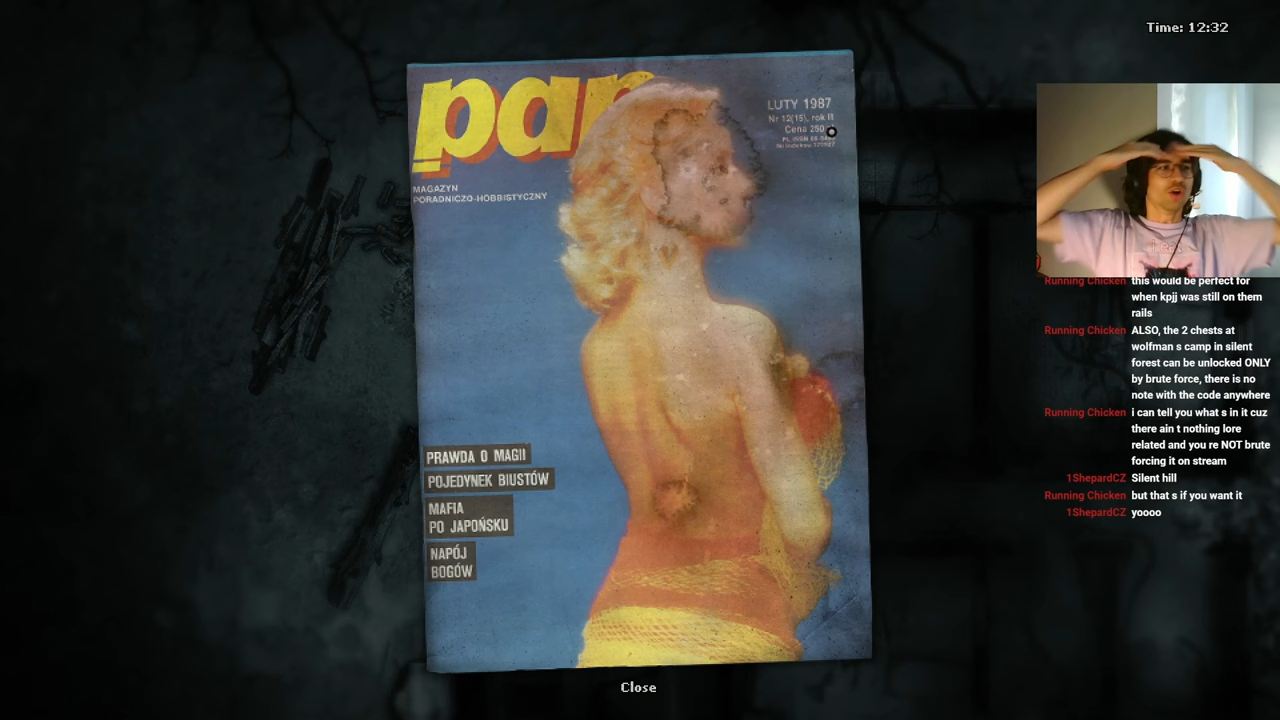 Time: 12:32
pan
LUTY 1987
Nr 12(15), rok II
Cena 250
MAGAZYN
PORADNICZO-HOBBISTYCZNY
PRAWDA O MAGII
POJEDYNEK BIUSTÓW
MAFIA
PO JAPOŃSKU
NAPÓJ
BOGÓW
Close
Running Chicken this would be perfect for
when kpjj was still on them
rails
Running Chicken ALSO, the 2 chests at
wolfman s camp in silent
forest can be unlocked ONLY
by brute force, there is no
note with the code anywhere
Running Chicken i can tell you what s in it cuz
there ain t nothing lore
related and you re NOT brute
forcing it on stream
1ShepardCZ Silent hill
Running Chicken but that s if you want it
1ShepardCZ yoooo